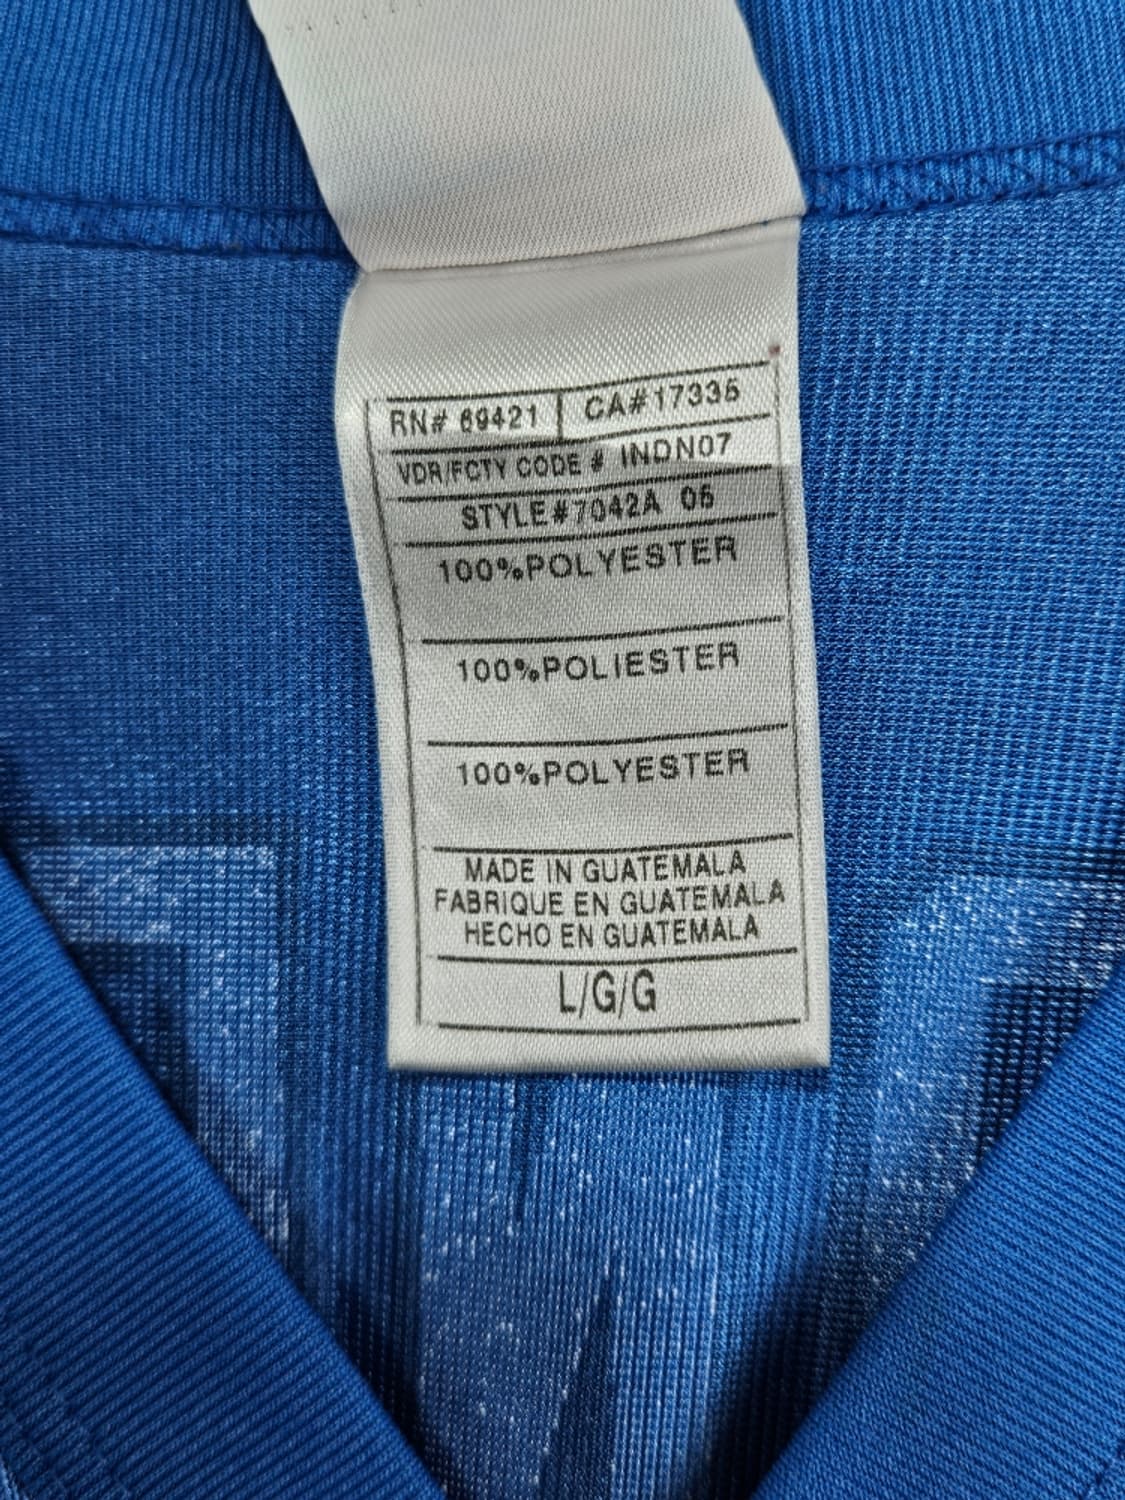 RN# 69421 CA#17335
VDR/FCTY CODE # INDN07
STYLE#7042A 05
100%POLYESTER
100%POLIESTER
100%POLYESTER
MADE IN GUATEMALA
FABRIQUE EN GUATEMALA
HECHO EN GUATEMALA
L/G/G